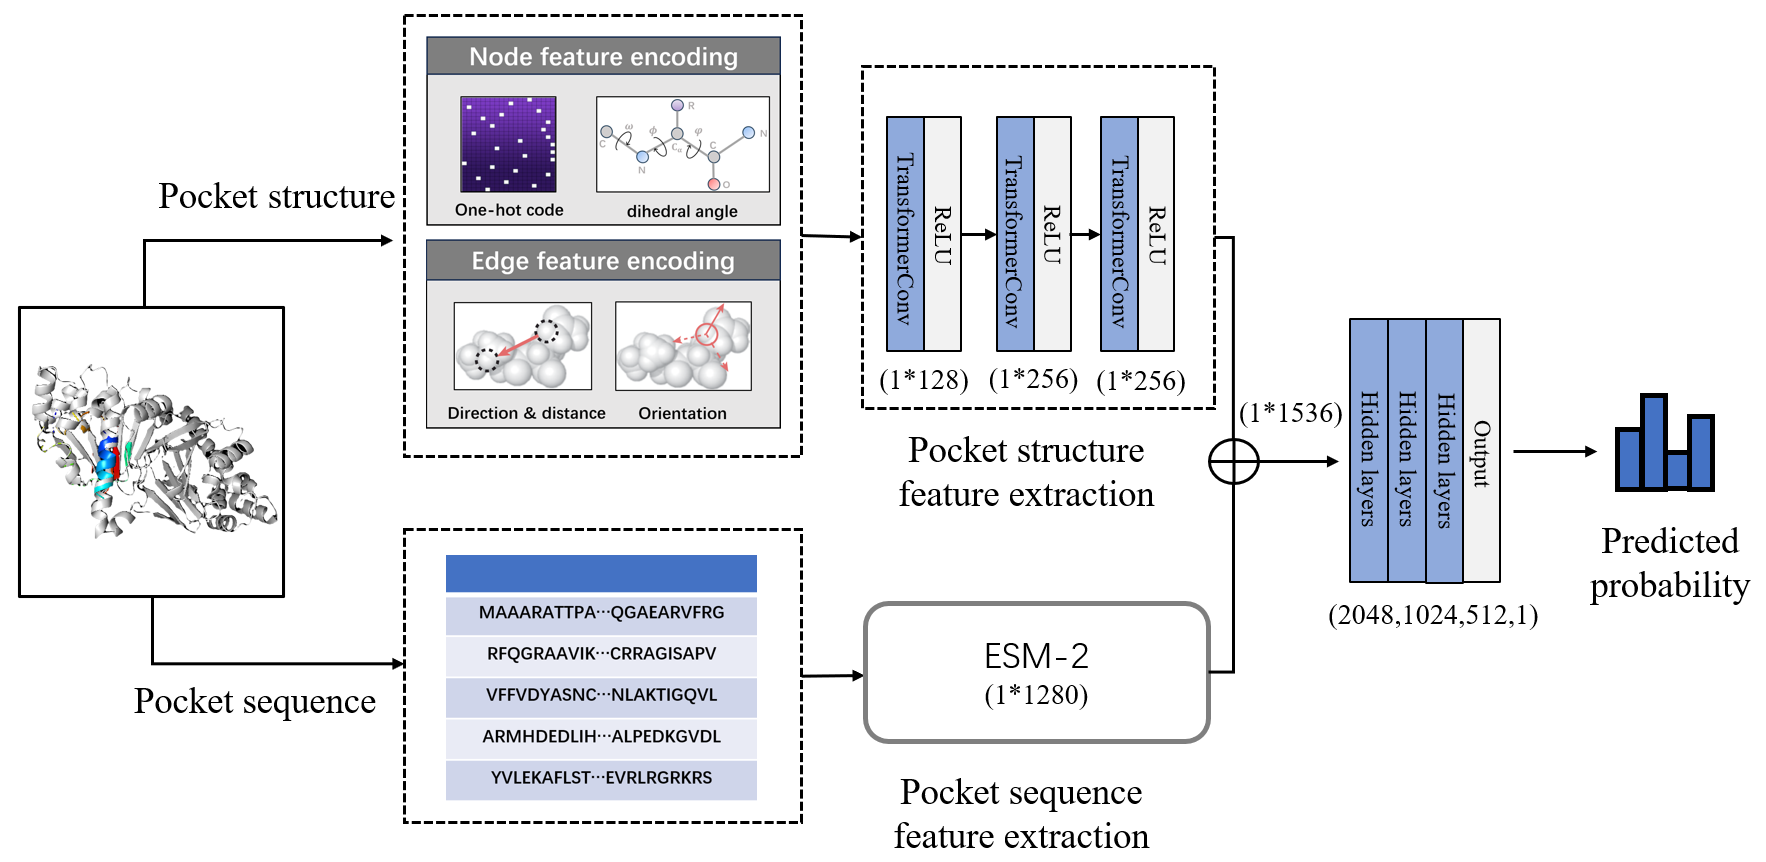 Node feature encoding
R
C
ω
N
ϕ
Cα
φ
C
N
O
One-hot code
dihedral angle
Pocket structure
Edge feature encoding
Direction & distance
Orientation
TransformerConv
ReLU
TransformerConv
ReLU
TransformerConv
ReLU
(1*128)
(1*256)
(1*256)
Pocket structure
feature extraction
(1*1536)
Hidden layers
Hidden layers
Hidden layers
Output
(2048,1024,512,1)
Predicted
probability
Pocket sequence
MAAARATTPA···QGAEARVFRG
RFQGRAAVIK···CRRAGISAPV
VFFVDYASNC···NLAKTIGQVL
ARMHDEDLIH···ALPEDKGVDL
YVLEKAFLST···EVRLRGRKRS
ESM-2
(1*1280)
Pocket sequence
feature extraction